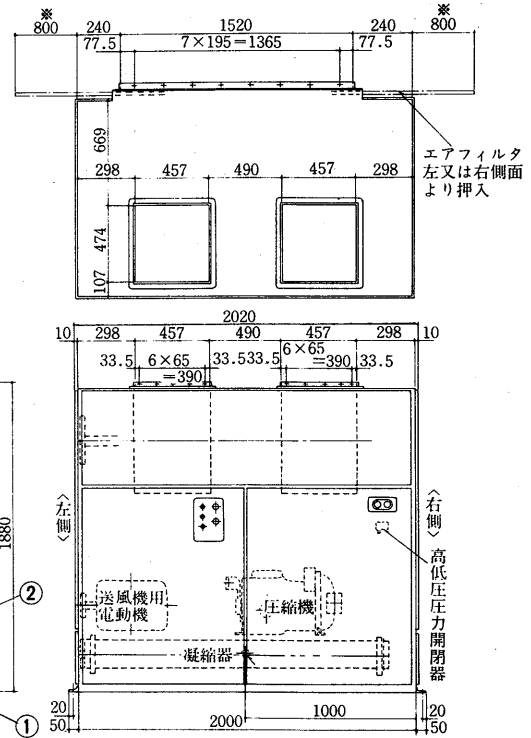 ※ ※
800 240 1520 240 800
77.5 7×195=1365 77.5
669
298 457 490 457 298
474
107
エアフィルタ
左又は右側面
より押入
2020
10 298 457 490 457 298 10
33.5 6×65 33.5 33.5 6×65 33.5
=390 =390
1880
〈左側〉
〈右側〉
高低圧圧力開閉器
送風機用
電動機
圧縮機
凝縮器
②
①
20 1000 20
50 2000 50